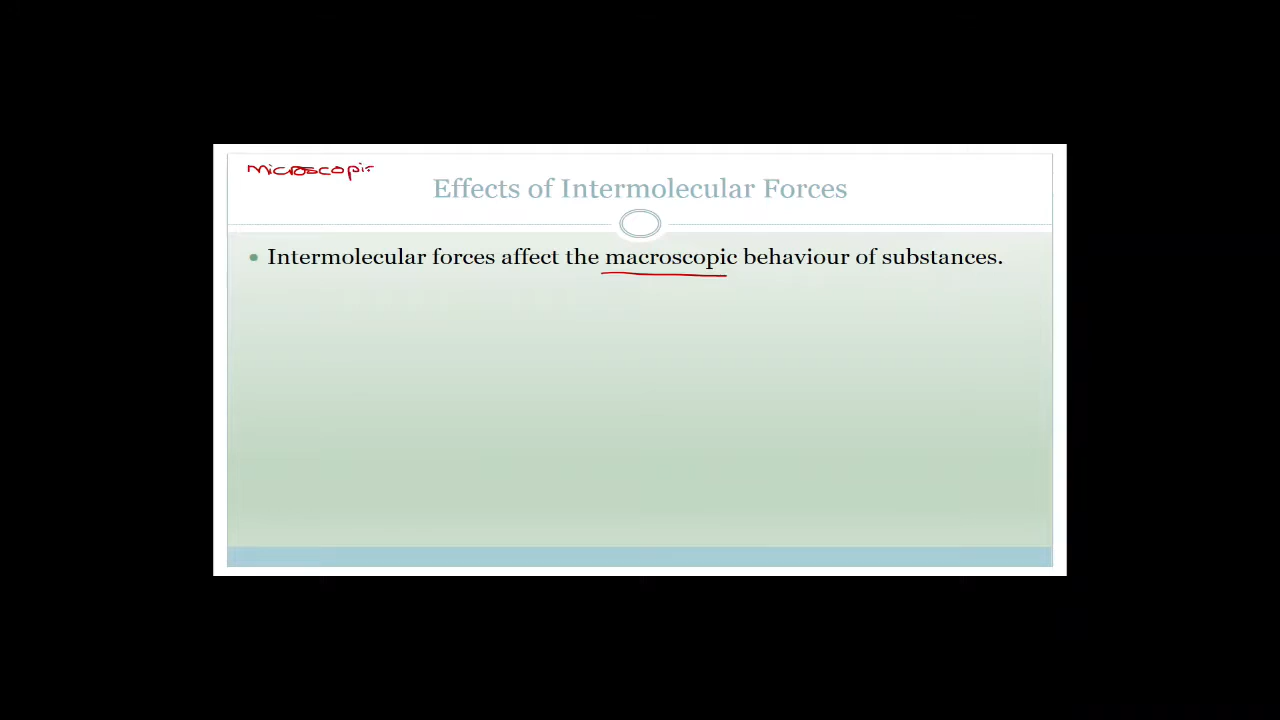 Microscopic
Effects of Intermolecular Forces
• Intermolecular forces affect the macroscopic behaviour of substances.